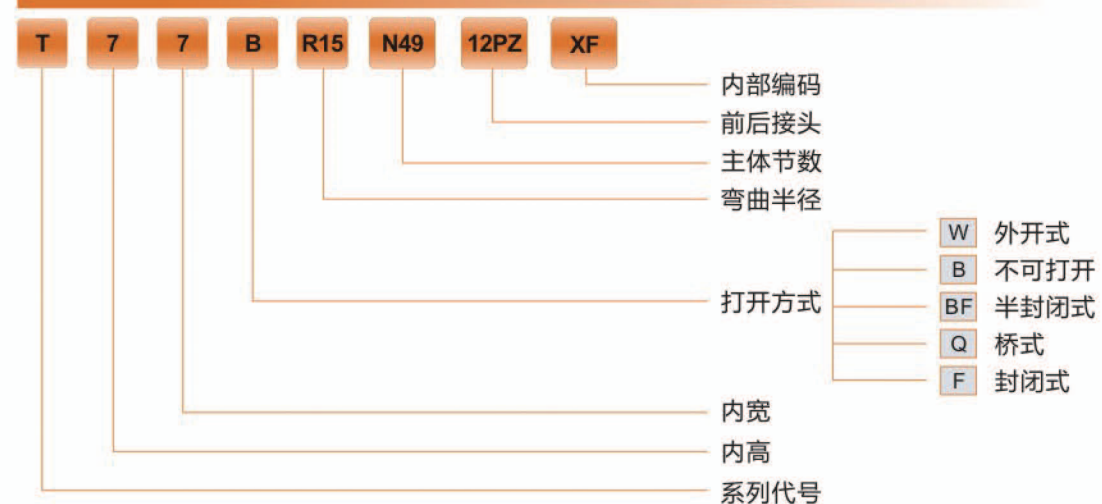 T 7 7 B R15 N49 12PZ XF
内部编码
前后接头
主体节数
弯曲半径
W 外开式
B 不可打开
打开方式 BF 半封闭式
Q 桥式
F 封闭式
内宽
内高
系列代号